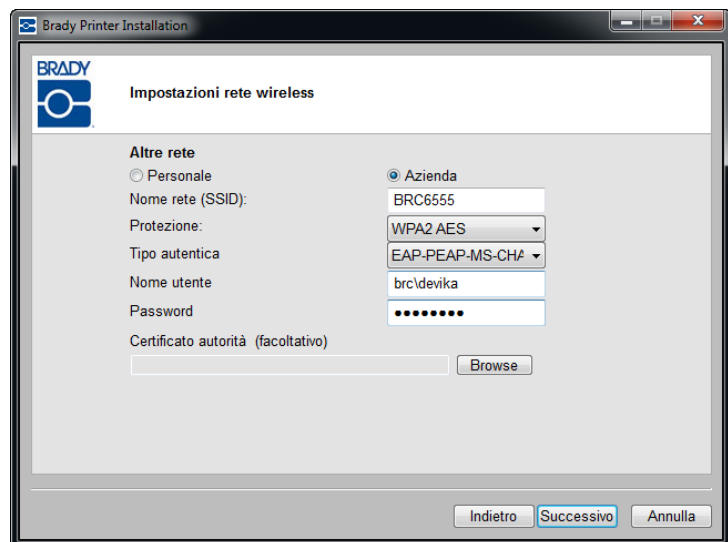 Brady Printer Installation
BRADY
Impostazioni rete wireless
Altre rete
Personale
Azienda
Nome rete (SSID):
BRC6555
Protezione:
WPA2 AES
Tipo autentica
EAP-PEAP-MS-CHA
Nome utente
brc\devika
Password
●●●●●●●●
Certificato autorità (facoltativo)
Browse
Indietro
Successivo
Annulla